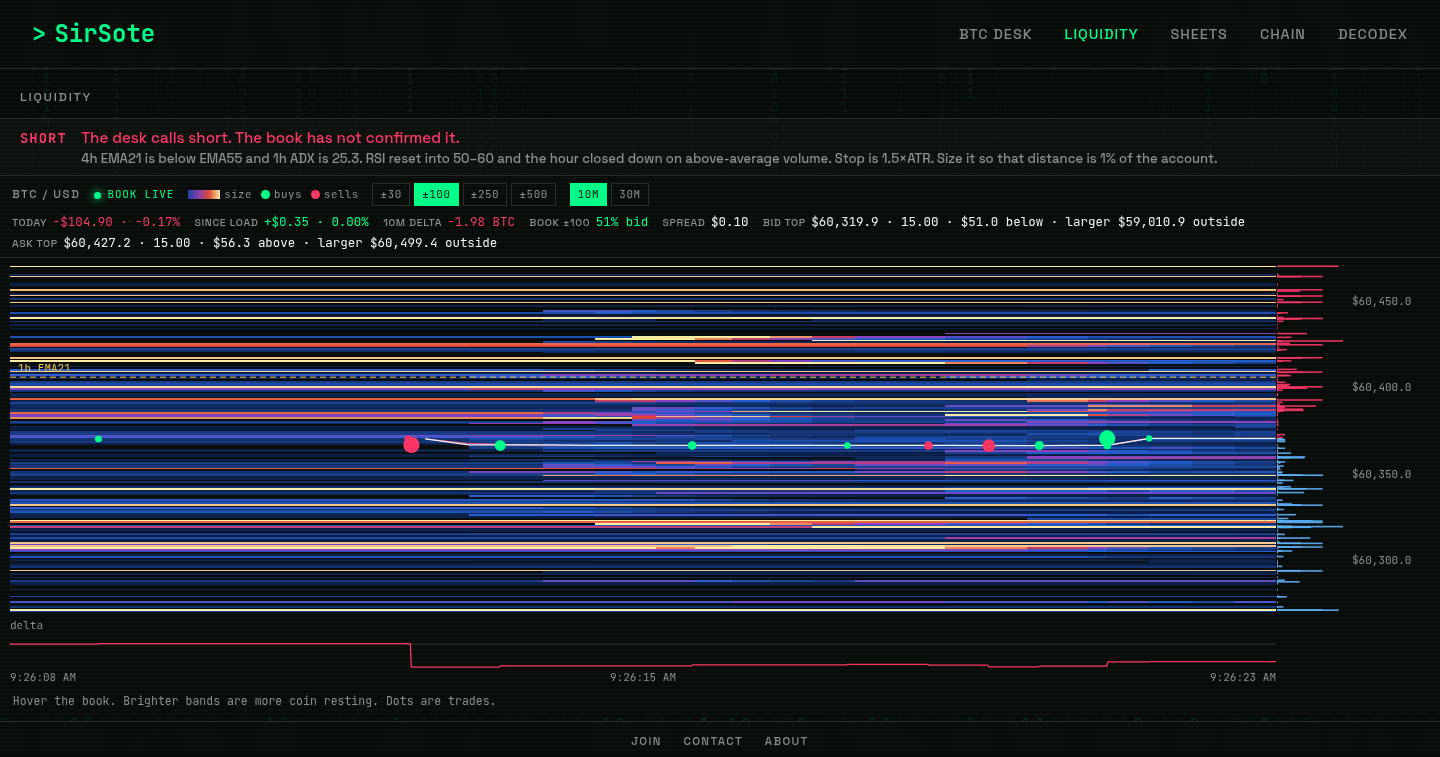 > SirSote
BTC DESK LIQUIDITY SHEETS CHAIN DECODEX
LIQUIDITY
SHORT The desk calls short. The book has not confirmed it.
4h EMA21 is below EMA55 and 1h ADX is 25.3. RSI reset into 50–60 and the hour closed down on above-average volume. Stop is 1.5×ATR. Size it so that distance is 1% of the account.
BTC / USD BOOK LIVE size buys sells ±30 ±100 ±250 ±500 10M 30M
TODAY -$104.90 · -0.17% SINCE LOAD +$0.35 · 0.00% 10M DELTA -1.98 BTC BOOK ±100 51% bid SPREAD $0.10 BID TOP $60,319.9 · 15.00 · $51.0 below · larger $59,010.9 outside
ASK TOP $60,427.2 · 15.00 · $56.3 above · larger $60,499.4 outside
$60,450.0
1h EMA21
$60,400.0
$60,350.0
$60,300.0
delta
9:26:08 AM 9:26:15 AM 9:26:23 AM
Hover the book. Brighter bands are more coin resting. Dots are trades.
JOIN CONTACT ABOUT